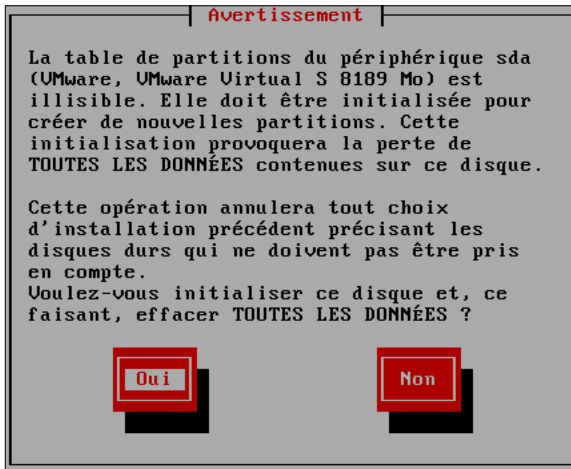 Avertissement
La table de partitions du périphérique sda
(VMware, VMware Virtual S 8189 Mo) est
illisible. Elle doit être initialisée pour
créer de nouvelles partitions. Cette
initialisation provoquera la perte de
TOUTES LES DONNÉES contenues sur ce disque.
Cette opération annulera tout choix
d'installation précédent précisant les
disques durs qui ne doivent pas être pris
en compte.
Voulez-vous initialiser ce disque et, ce
faisant, effacer TOUTES LES DONNÉES ?
Oui
Non